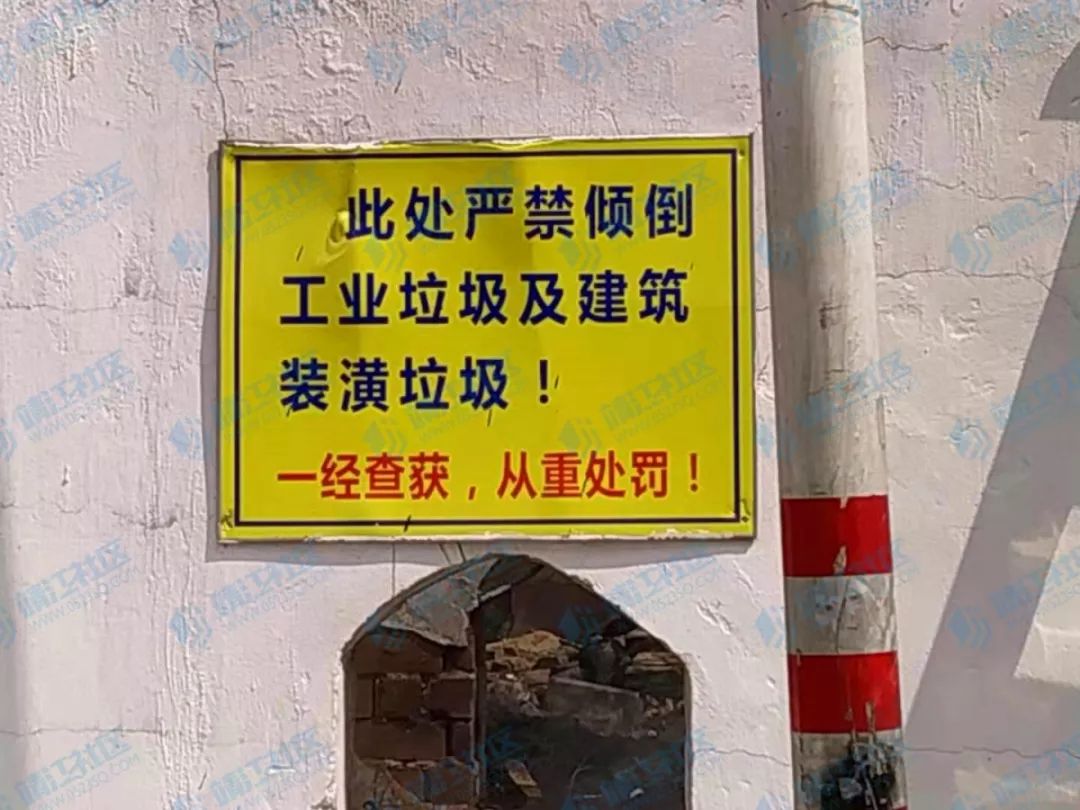 此处严禁倾倒
工业垃圾及建筑
装潢垃圾！
一经查获，从重处罚！